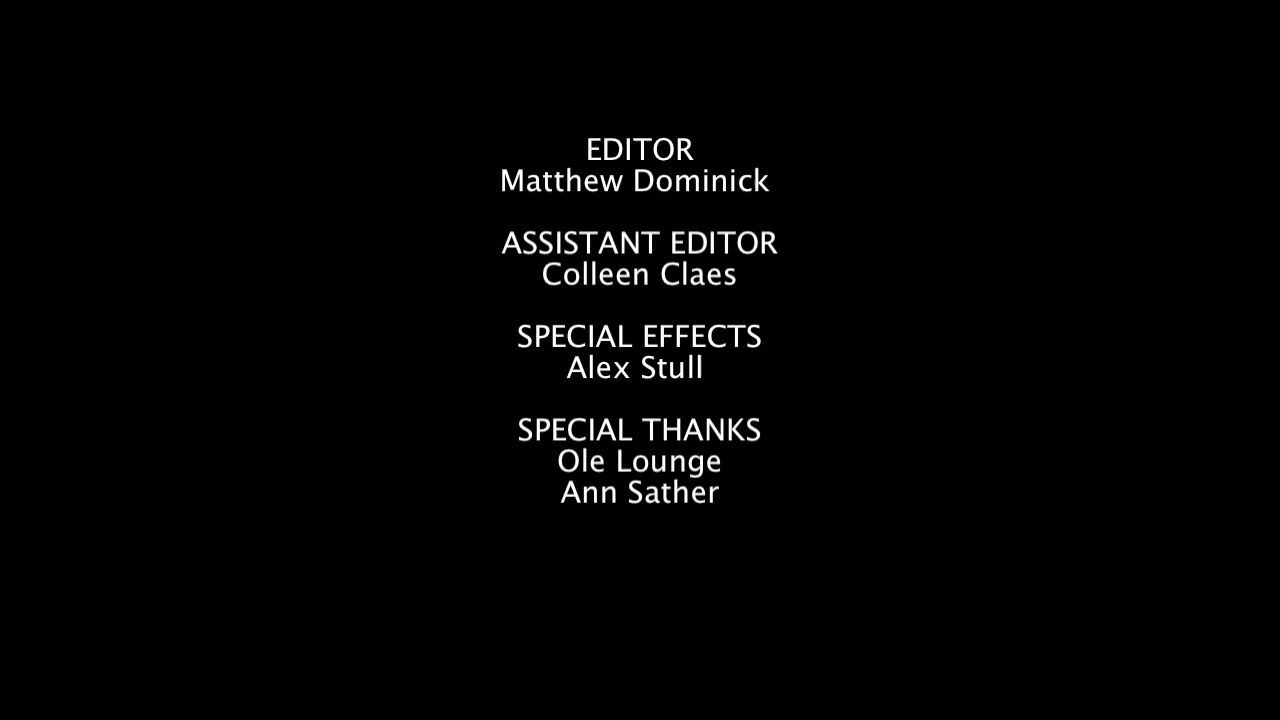 EDITOR
Matthew Dominick
ASSISTANT EDITOR
Colleen Claes
SPECIAL EFFECTS
Alex Stull
SPECIAL THANKS
Ole Lounge
Ann Sather